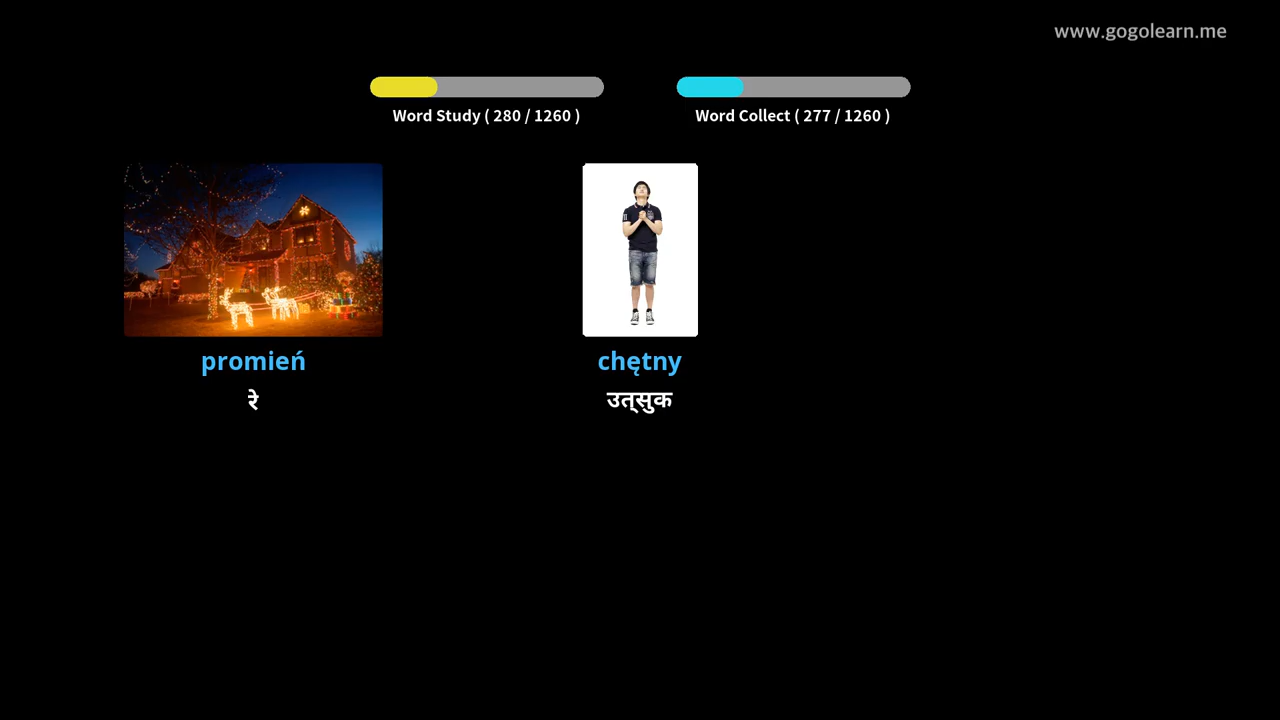 www.gogolearn.me
Word Study ( 280 / 1260 )
Word Collect ( 277 / 1260 )
promień
chętny
रे
उत्सुक